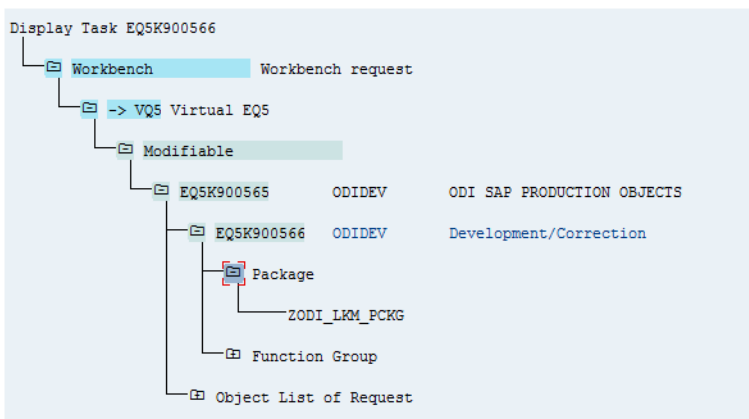 Display Task EQ5K900566
Workbench Workbench request
-> VQ5 Virtual EQ5
Modifiable
EQ5K900565 ODIDEV ODI SAP PRODUCTION OBJECTS
EQ5K900566 ODIDEV Development/Correction
Package
ZODI_LKM_PCKG
Function Group
Object List of Request